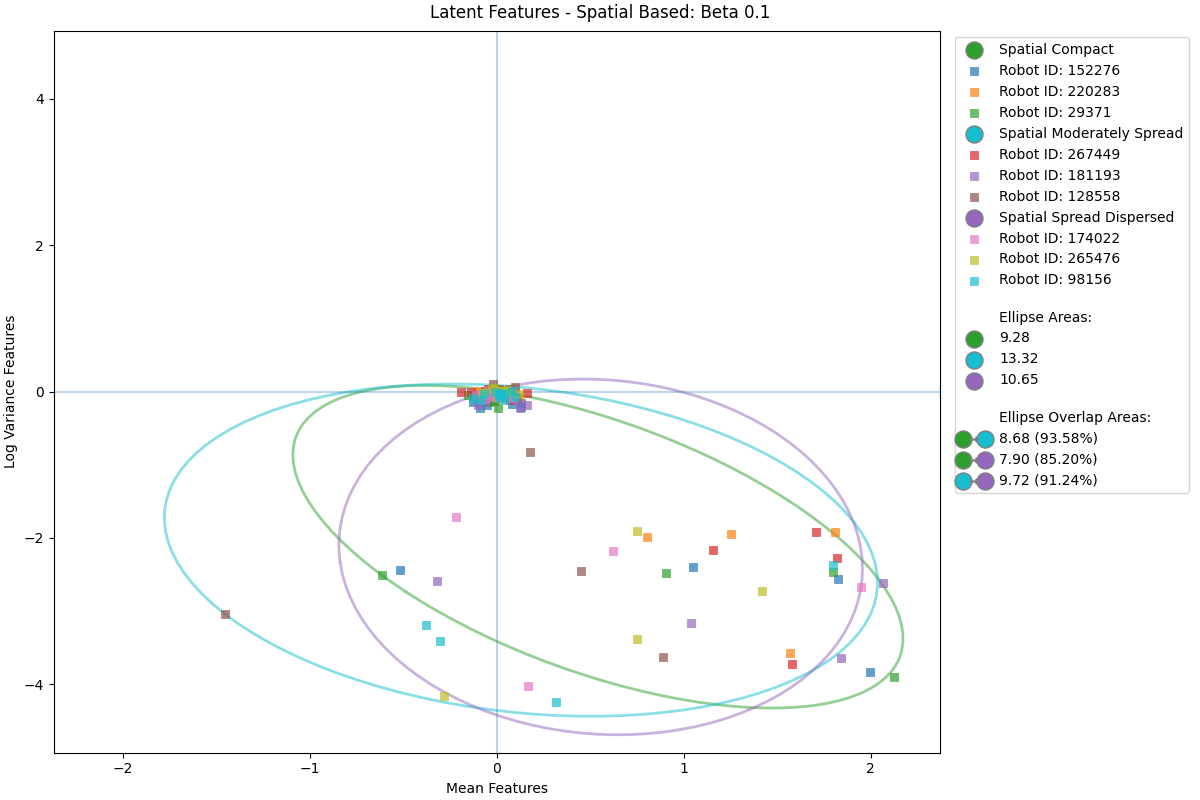 Latent Features - Spatial Based: Beta 0.1
4
2
0
−2
−4
Log Variance Features
−2
−1
0
1
2
Mean Features
Spatial Compact
Robot ID: 152276
Robot ID: 220283
Robot ID: 29371
Spatial Moderately Spread
Robot ID: 267449
Robot ID: 181193
Robot ID: 128558
Spatial Spread Dispersed
Robot ID: 174022
Robot ID: 265476
Robot ID: 98156
Ellipse Areas:
9.28
13.32
10.65
Ellipse Overlap Areas:
8.68 (93.58%)
7.90 (85.20%)
9.72 (91.24%)